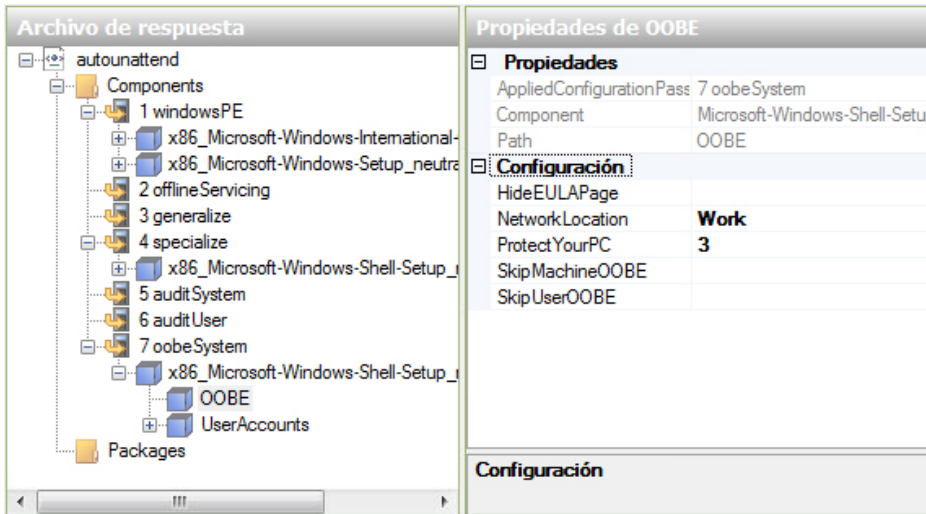 Archivo de respuesta
autounattend
Components
1 windowsPE
x86_Microsoft-Windows-International-
x86_Microsoft-Windows-Setup_neutra
2 offlineServicing
3 generalize
4 specialize
x86_Microsoft-Windows-Shell-Setup_
5 auditSystem
6 auditUser
7 oobeSystem
x86_Microsoft-Windows-Shell-Setup_
OOBE
UserAccounts
Packages
Propiedades de OOBE
Propiedades
AppliedConfigurationPass 7 oobeSystem
Component Microsoft-Windows-Shell-Setu
Path OOBE
Configuración
HideEULAPage
NetworkLocation Work
ProtectYourPC 3
SkipMachineOOBE
SkipUserOOBE
Configuración